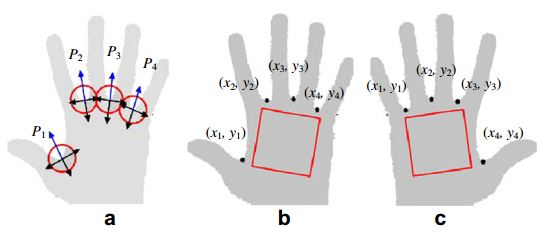 P₁
P₂
P₃
P₄
a
(x₁, y₁)
(x₂, y₂)
(x₃, y₃)
(x₄, y₄)
b
(x₁, y₁)
(x₂, y₂)
(x₃, y₃)
(x₄, y₄)
c